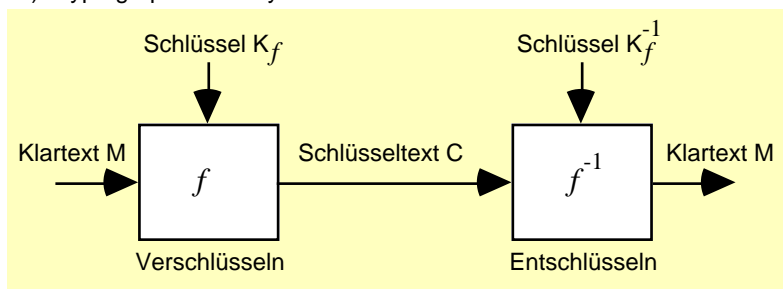 Schlüssel K_f
Schlüssel K_f^-1
Klartext M
Schlüsseltext C
Klartext M
f
f^-1
Verschlüsseln
Entschlüsseln